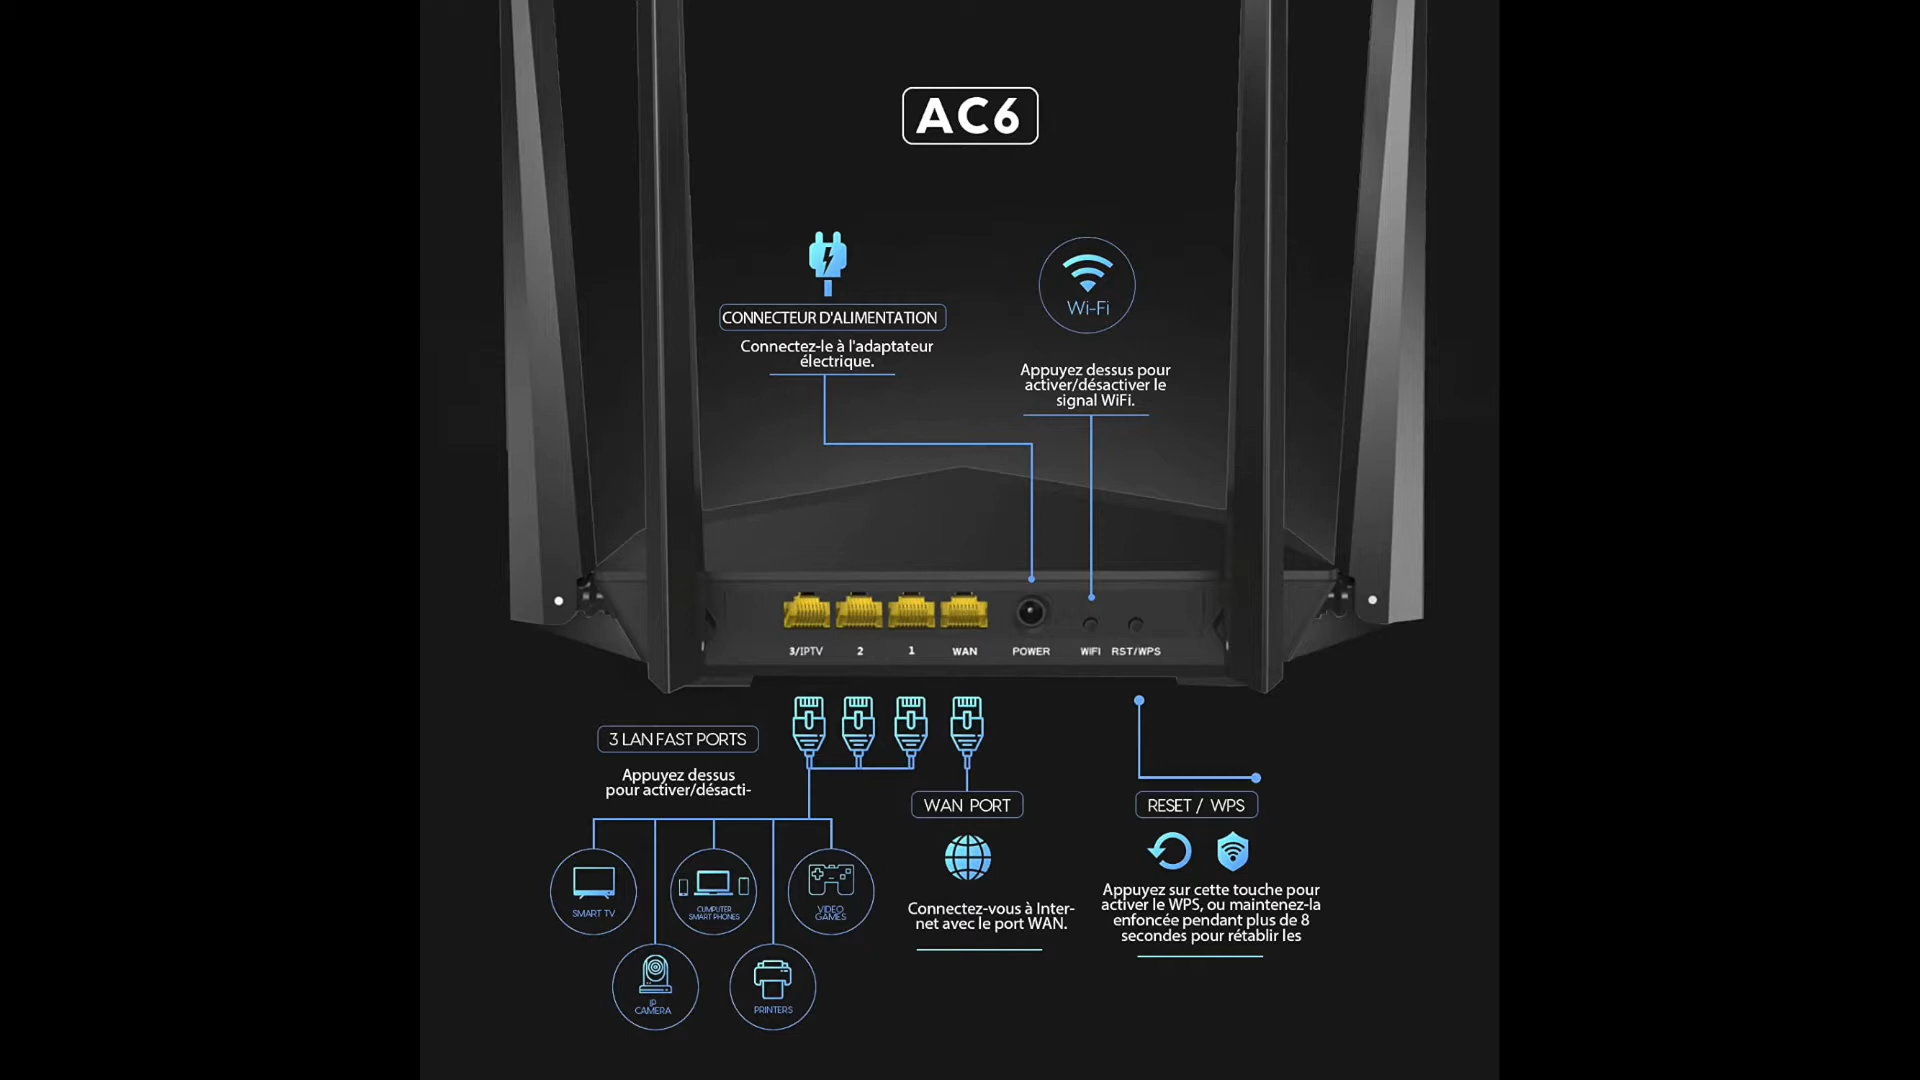 AC6
CONNECTEUR D'ALIMENTATION
Connectez-le à l'adaptateur
électrique.
Wi-Fi
Appuyez dessus pour
activer/désactiver le
signal WiFi.
3/IPTV
2
1
WAN
POWER
WIFI
RST/WPS
3 LAN FAST PORTS
Appuyez dessus
pour activer/désacti-
SMART TV
CUMPUTER
SMART PHONES
VIDEO
GAMES
IP
CAMERA
PRINTERS
WAN PORT
Connectez-vous à Inter-
net avec le port WAN.
RESET / WPS
Appuyez sur cette touche pour
activer le WPS, ou maintenez-la
enfoncée pendant plus de 8
secondes pour rétablir les